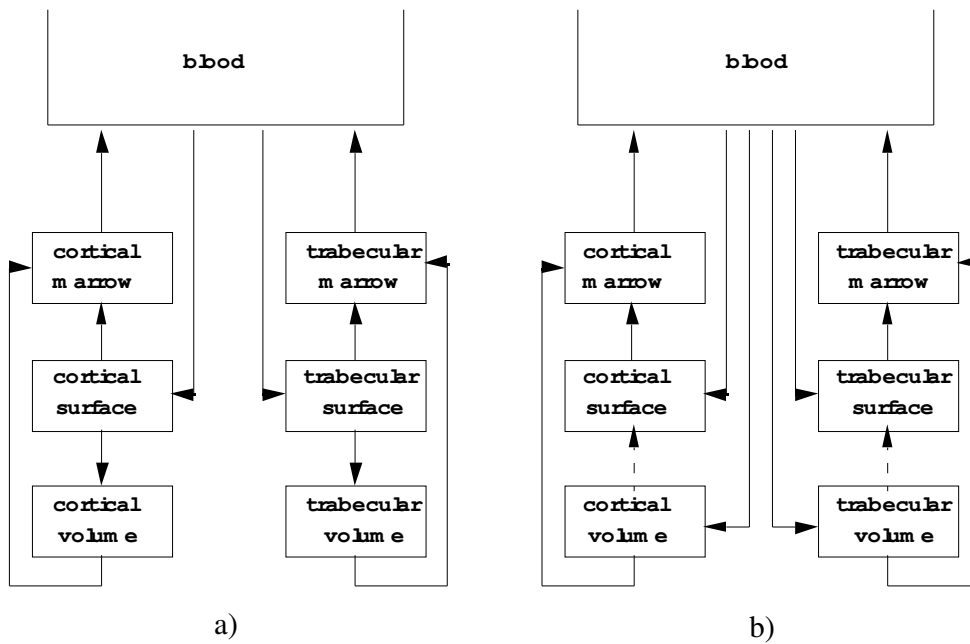 blood
cortical
marrow
trabecular
marrow
cortical
surface
trabecular
surface
cortical
volume
trabecular
volume
a)
blood
cortical
marrow
trabecular
marrow
cortical
surface
trabecular
surface
cortical
volume
trabecular
volume
b)